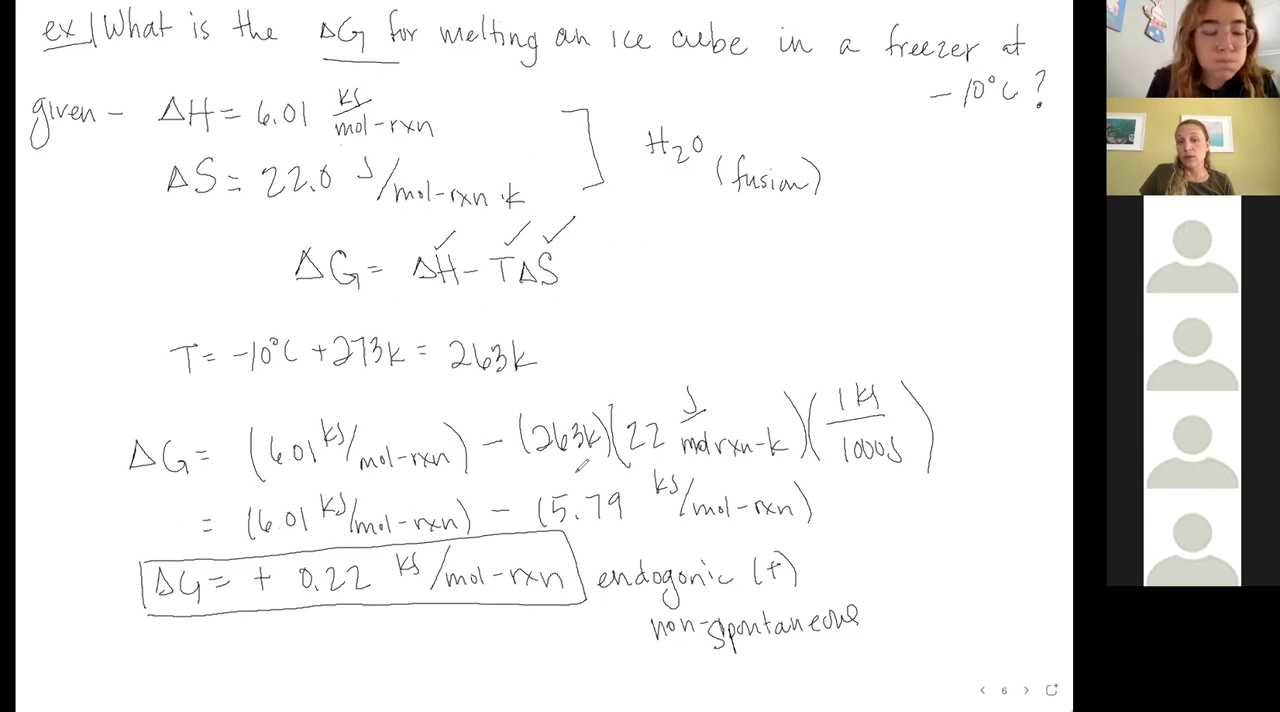 ex/ What is the ΔG for melting an ice cube in a freezer at
-10°C?
given - ΔH = 6.01 kJ/mol-rxn
ΔS = 22.0 J/mol-rxn·K
H2O (fusion)
ΔG = ΔH - TΔS
T = -10°C + 273K = 263K
ΔG = (6.01 kJ/mol-rxn) - (263K)(22 J/mol rxn-K)(1 kJ/1000J)
= (6.01 kJ/mol-rxn) - (5.79 kJ/mol-rxn)
ΔG = + 0.22 kJ/mol-rxn endogonic (+)
non-spontaneous
< 6 >